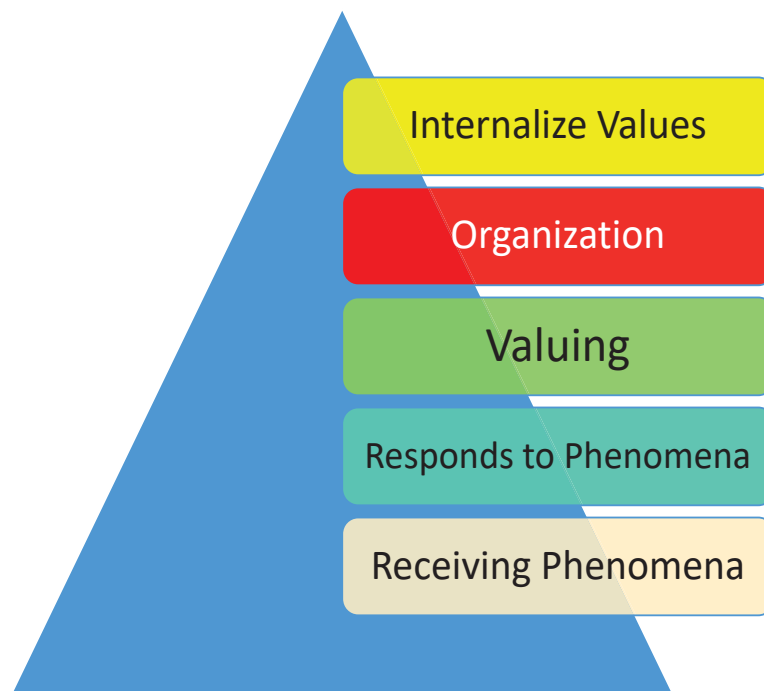 Internalize Values
Organization
Valuing
Responds to Phenomena
Receiving Phenomena